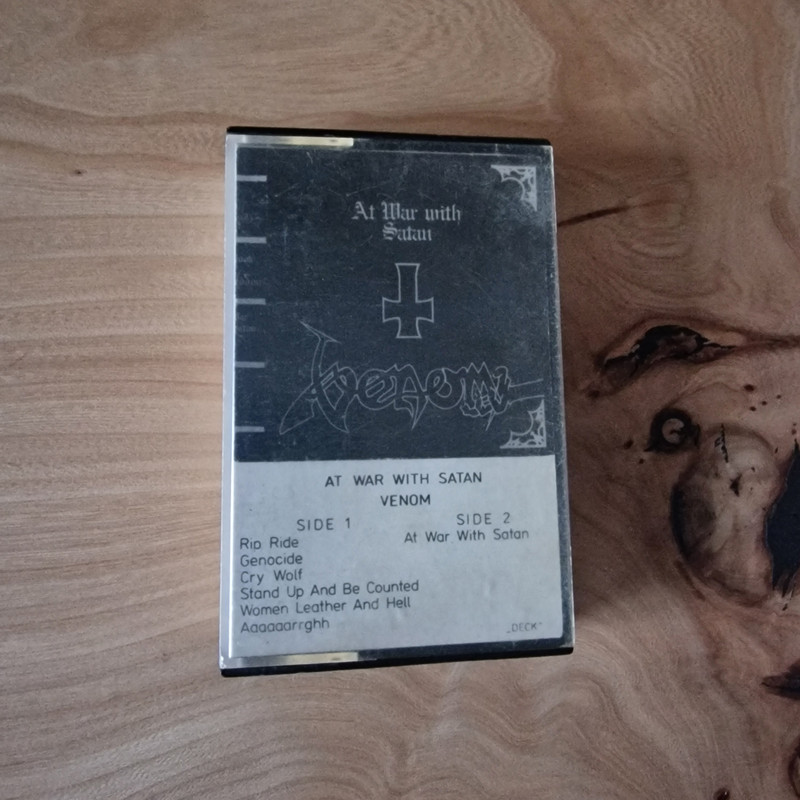 At War with
Satan
VENOM
AT WAR WITH SATAN
VENOM
SIDE 1
Rip Ride
Genocide
Cry Wolf
Stand Up And Be Counted
Women Leather And Hell
Aaaaaarrghh
SIDE 2
At War With Satan
„DECK"